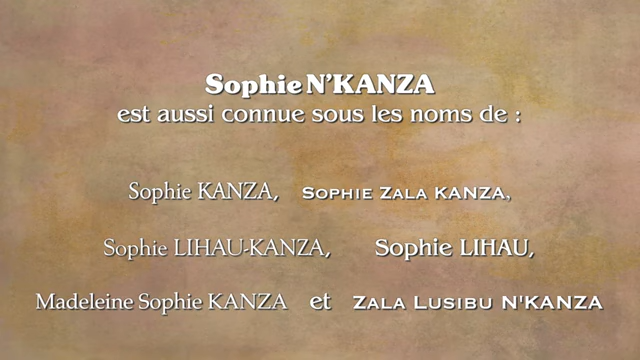 Sophie N'KANZA
est aussi connue sous les noms de :
Sophie KANZA, Sophie Zala KANZA,
Sophie LIHAU-KANZA, Sophie LIHAU,
Madeleine Sophie KANZA et Zala Lusibu N'KANZA